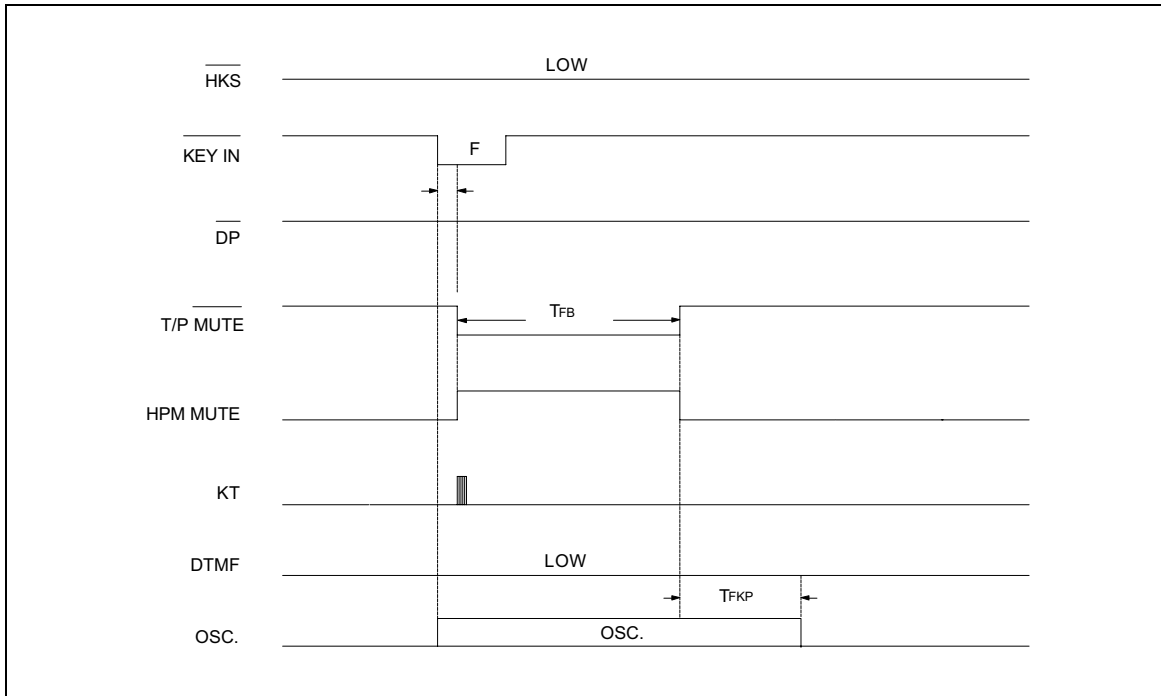 HKS LOW
KEY IN F
DP
T/P MUTE TFB
HPM MUTE
KT
DTMF LOW
TFKP
OSC. OSC.